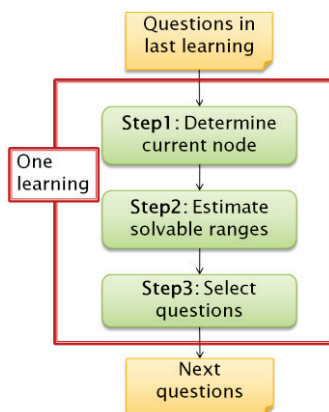 Questions in
last learning
Step1: Determine
current node
One
learning
Step2: Estimate
solvable ranges
Step3: Select
questions
Next
questions